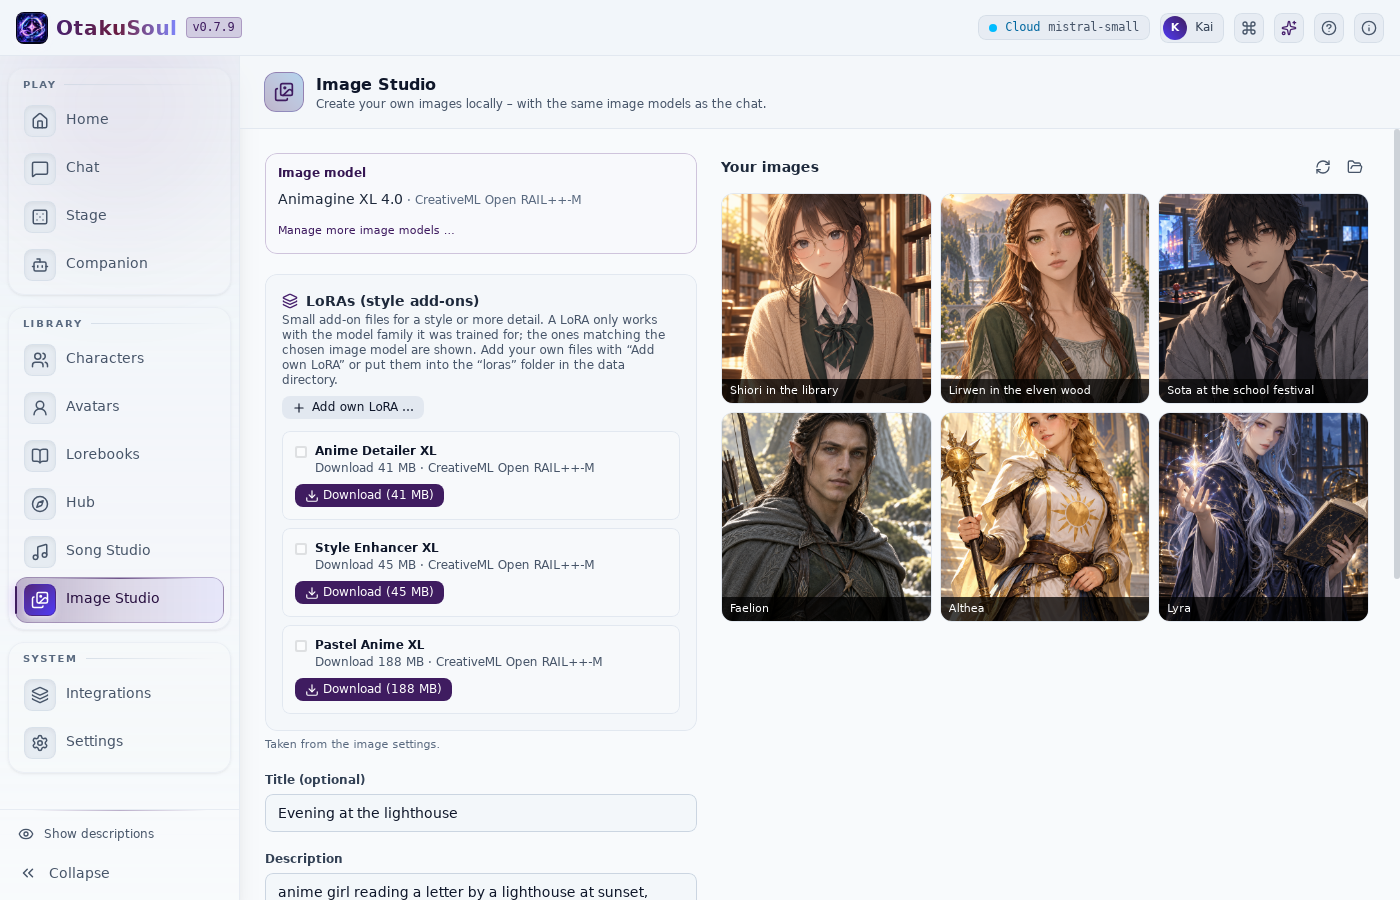 OtakuSoul v0.7.9
Cloud mistral-small
K Kai
PLAY
Home
Chat
Stage
Companion
LIBRARY
Characters
Avatars
Lorebooks
Hub
Song Studio
Image Studio
SYSTEM
Integrations
Settings
Show descriptions
Collapse
Image Studio
Create your own images locally – with the same image models as the chat.
Image model
Animagine XL 4.0 · CreativeML Open RAIL++-M
Manage more image models ...
LoRAs (style add-ons)
Small add-on files for a style or more detail. A LoRA only works
with the model family it was trained for; the ones matching the
chosen image model are shown. Add your own files with “Add
own LoRA” or put them into the “loras” folder in the data
directory.
Add own LoRA ...
Anime Detailer XL
Download 41 MB · CreativeML Open RAIL++-M
Download (41 MB)
Style Enhancer XL
Download 45 MB · CreativeML Open RAIL++-M
Download (45 MB)
Pastel Anime XL
Download 188 MB · CreativeML Open RAIL++-M
Download (188 MB)
Taken from the image settings.
Title (optional)
Evening at the lighthouse
Description
anime girl reading a letter by a lighthouse at sunset,
Your images
Shiori in the library
Lirwen in the elven wood
Sota at the school festival
Faelion
Althea
Lyra